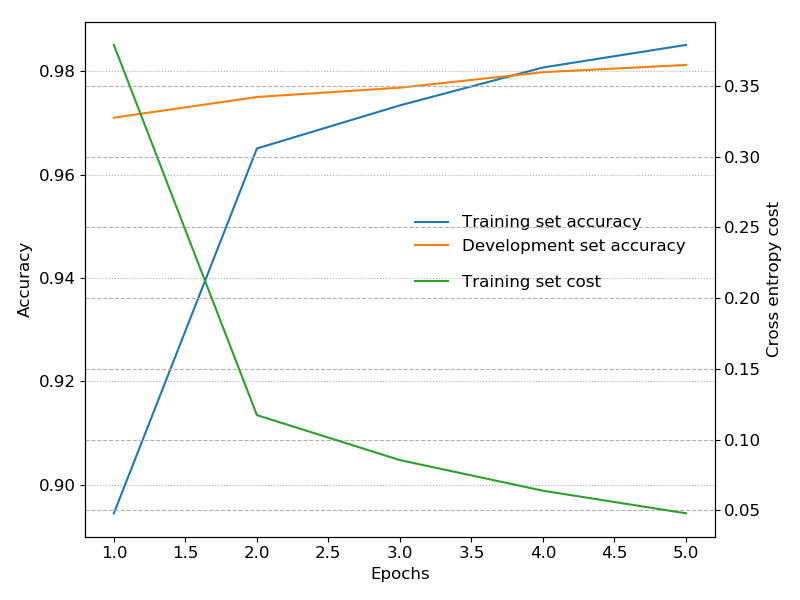 0.98
0.96
0.94
0.92
0.90
Accuracy
0.35
0.30
0.25
0.20
0.15
0.10
0.05
Cross entropy cost
Training set accuracy
Development set accuracy
Training set cost
1.0 1.5 2.0 2.5 3.0 3.5 4.0 4.5 5.0
Epochs